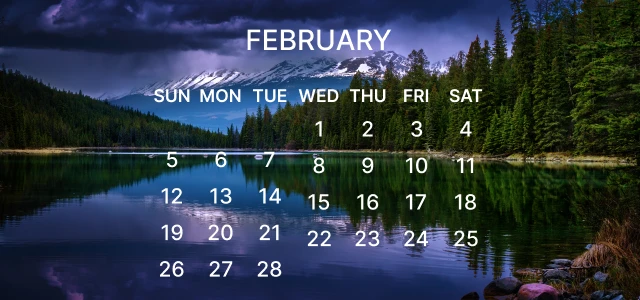 FEBRUARY
SUN MON TUE WED THU FRI SAT
1 2 3 4
5 6 7 8 9 10 11
12 13 14 15 16 17 18
19 20 21 22 23 24 25
26 27 28